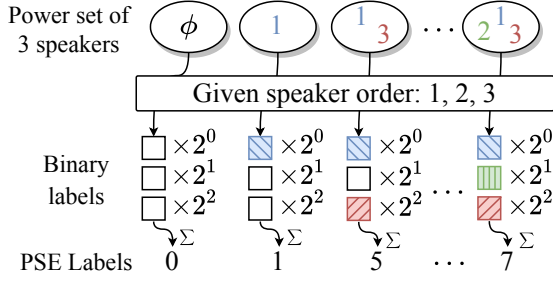 Power set of 3 speakers
ϕ 1 1 3 ... 2 1 3
Given speaker order: 1, 2, 3
Binary labels
×2⁰ ×2⁰ ×2⁰ ×2⁰
×2¹ ×2¹ ×2¹ ... ×2¹
×2² ×2² ×2² ×2²
Σ Σ Σ Σ
PSE Labels 0 1 5 ... 7